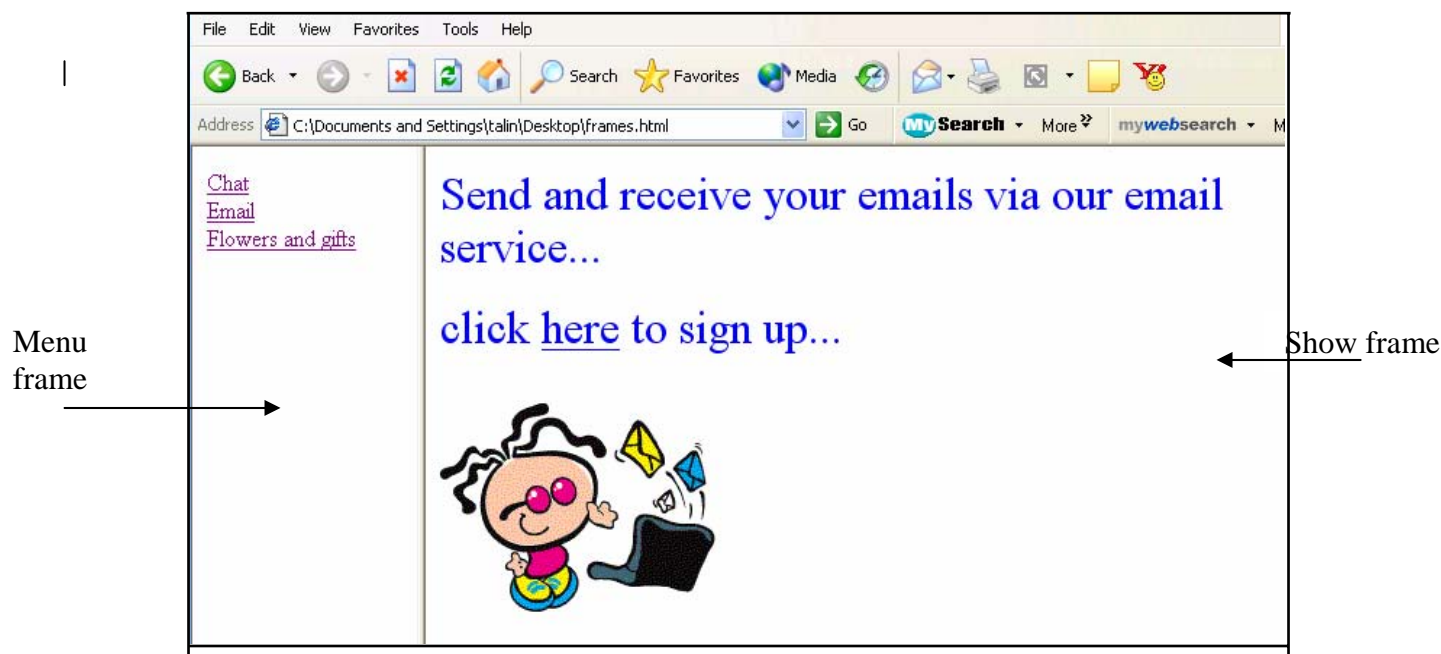 File Edit View Favorites Tools Help
Back Search Favorites Media
Address C:\Documents and Settings\talin\Desktop\frames.html Go My Search More mywebsearch M
Chat
Email
Flowers and gifts
Send and receive your emails via our email
service...
click here to sign up...
Menu
frame
Show frame